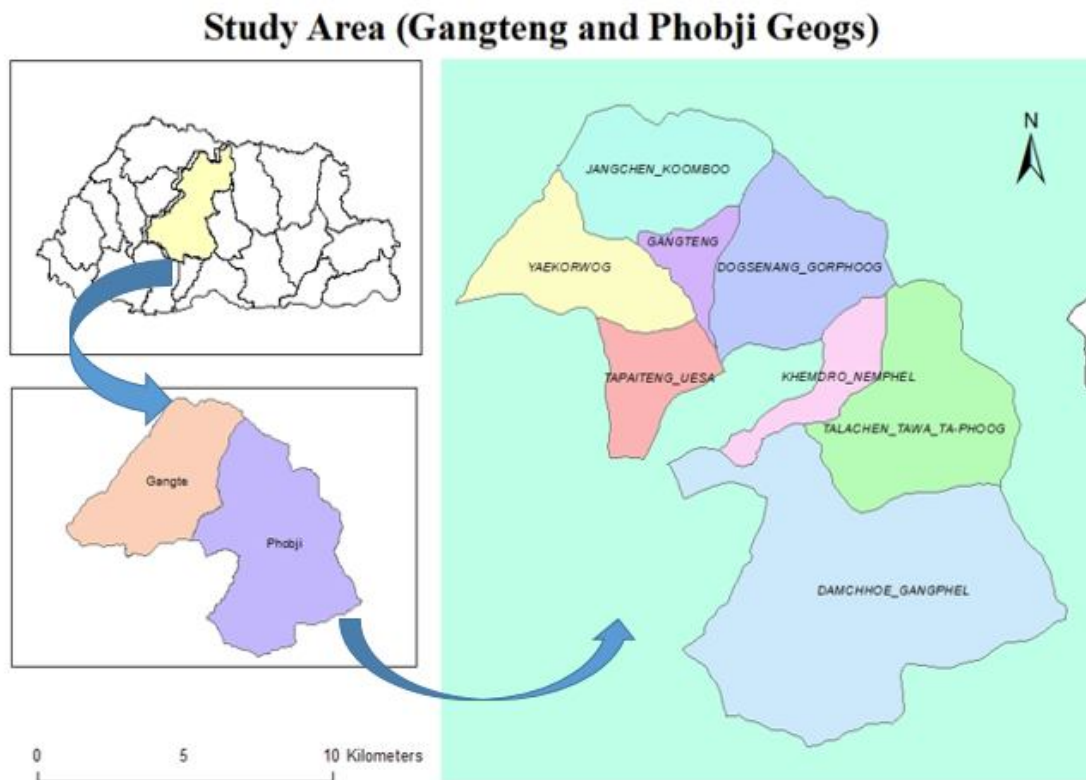 Study Area (Gangteng and Phobji Geogs)
N
JANGCHEN_KOOMBOO
GANGTENG
YAEKORWOG
DOGSENANG_GORPHOOG
TAPAITENG_UESA
KHEMDRO_NEMPHEL
TALACHEN_TAWA_TA-PHOOG
DAMCHHOE_GANGPHEL
Gangte
Phobji
0 5 10 Kilometers